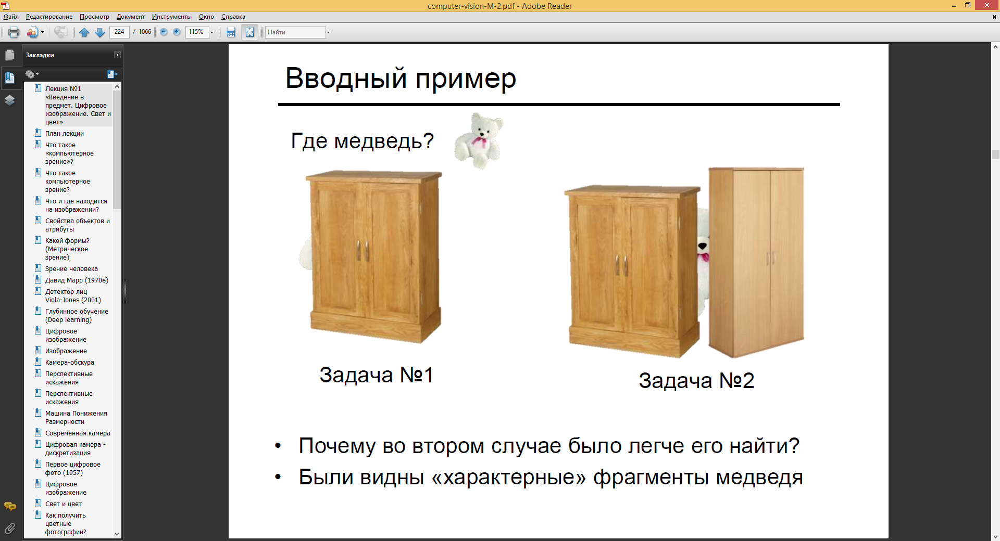 computer-vision-M-2.pdf - Adobe Reader
Файл Редактирование Просмотр Документ Инструменты Окно Справка
224 / 1066 115% Найти
Закладки
Лекция №1
«Введение в
предмет. Цифровое
изображение. Свет и
цвет»
План лекции
Что такое
«компьютерное
зрение»?
Что такое
компьютерное
зрение?
Что и где находится
на изображении?
Свойства объектов и
атрибуты
Какой формы?
(Метрическое
зрение)
Зрение человека
Давид Марр (1970е)
Детектор лиц
Viola-Jones (2001)
Глубинное обучение
(Deep learning)
Цифровое
изображение
Изображение
Камера-обскура
Перспективные
искажения
Перспективные
искажения
Машина Понижения
Размерности
Современная камера
Цифровая камера -
дискретизация
Первое цифровое
фото (1957)
Цифровое
изображение
Свет и цвет
Как получить
цветные
фотографии?
Вводный пример
Где медведь?
Задача №1
Задача №2
• Почему во втором случае было легче его найти?
• Были видны «характерные» фрагменты медведя